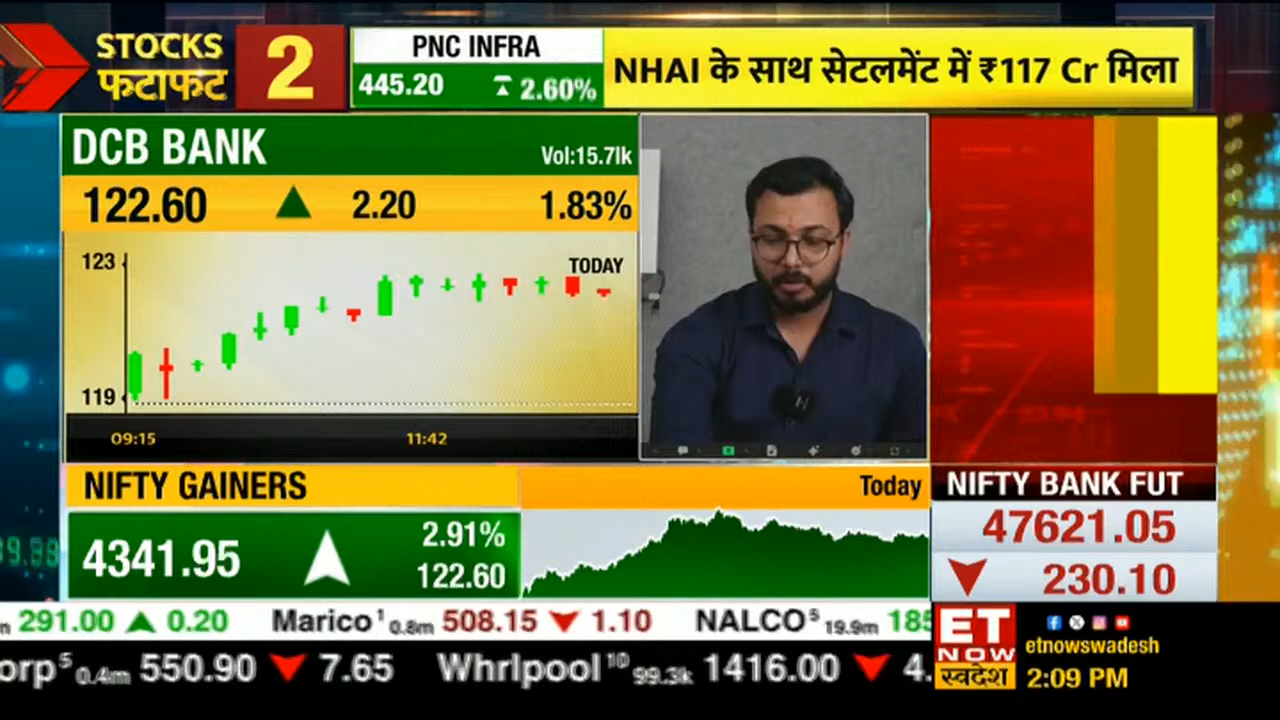 STOCKS
फटाफट
2
PNC INFRA
445.20 2.60%
NHAI के साथ सेटलमेंट में ₹117 Cr मिला
DCB BANK
Vol:15.7lk
122.60 ▲ 2.20 1.83%
123
TODAY
119
09:15 11:42
NIFTY GAINERS
Today
4341.95
2.91%
122.60
NIFTY BANK FUT
47621.05
▼ 230.10
291.00 ▲ 0.20 Marico 1 0.8m 508.15 ▼ 1.10 NALCO 5 19.9m
550.90 ▼ 7.65 Whrlpool 10 99.3k 1416.00 ▼
ET
NOW
स्वदेश
etnowswadesh
2:09 PM